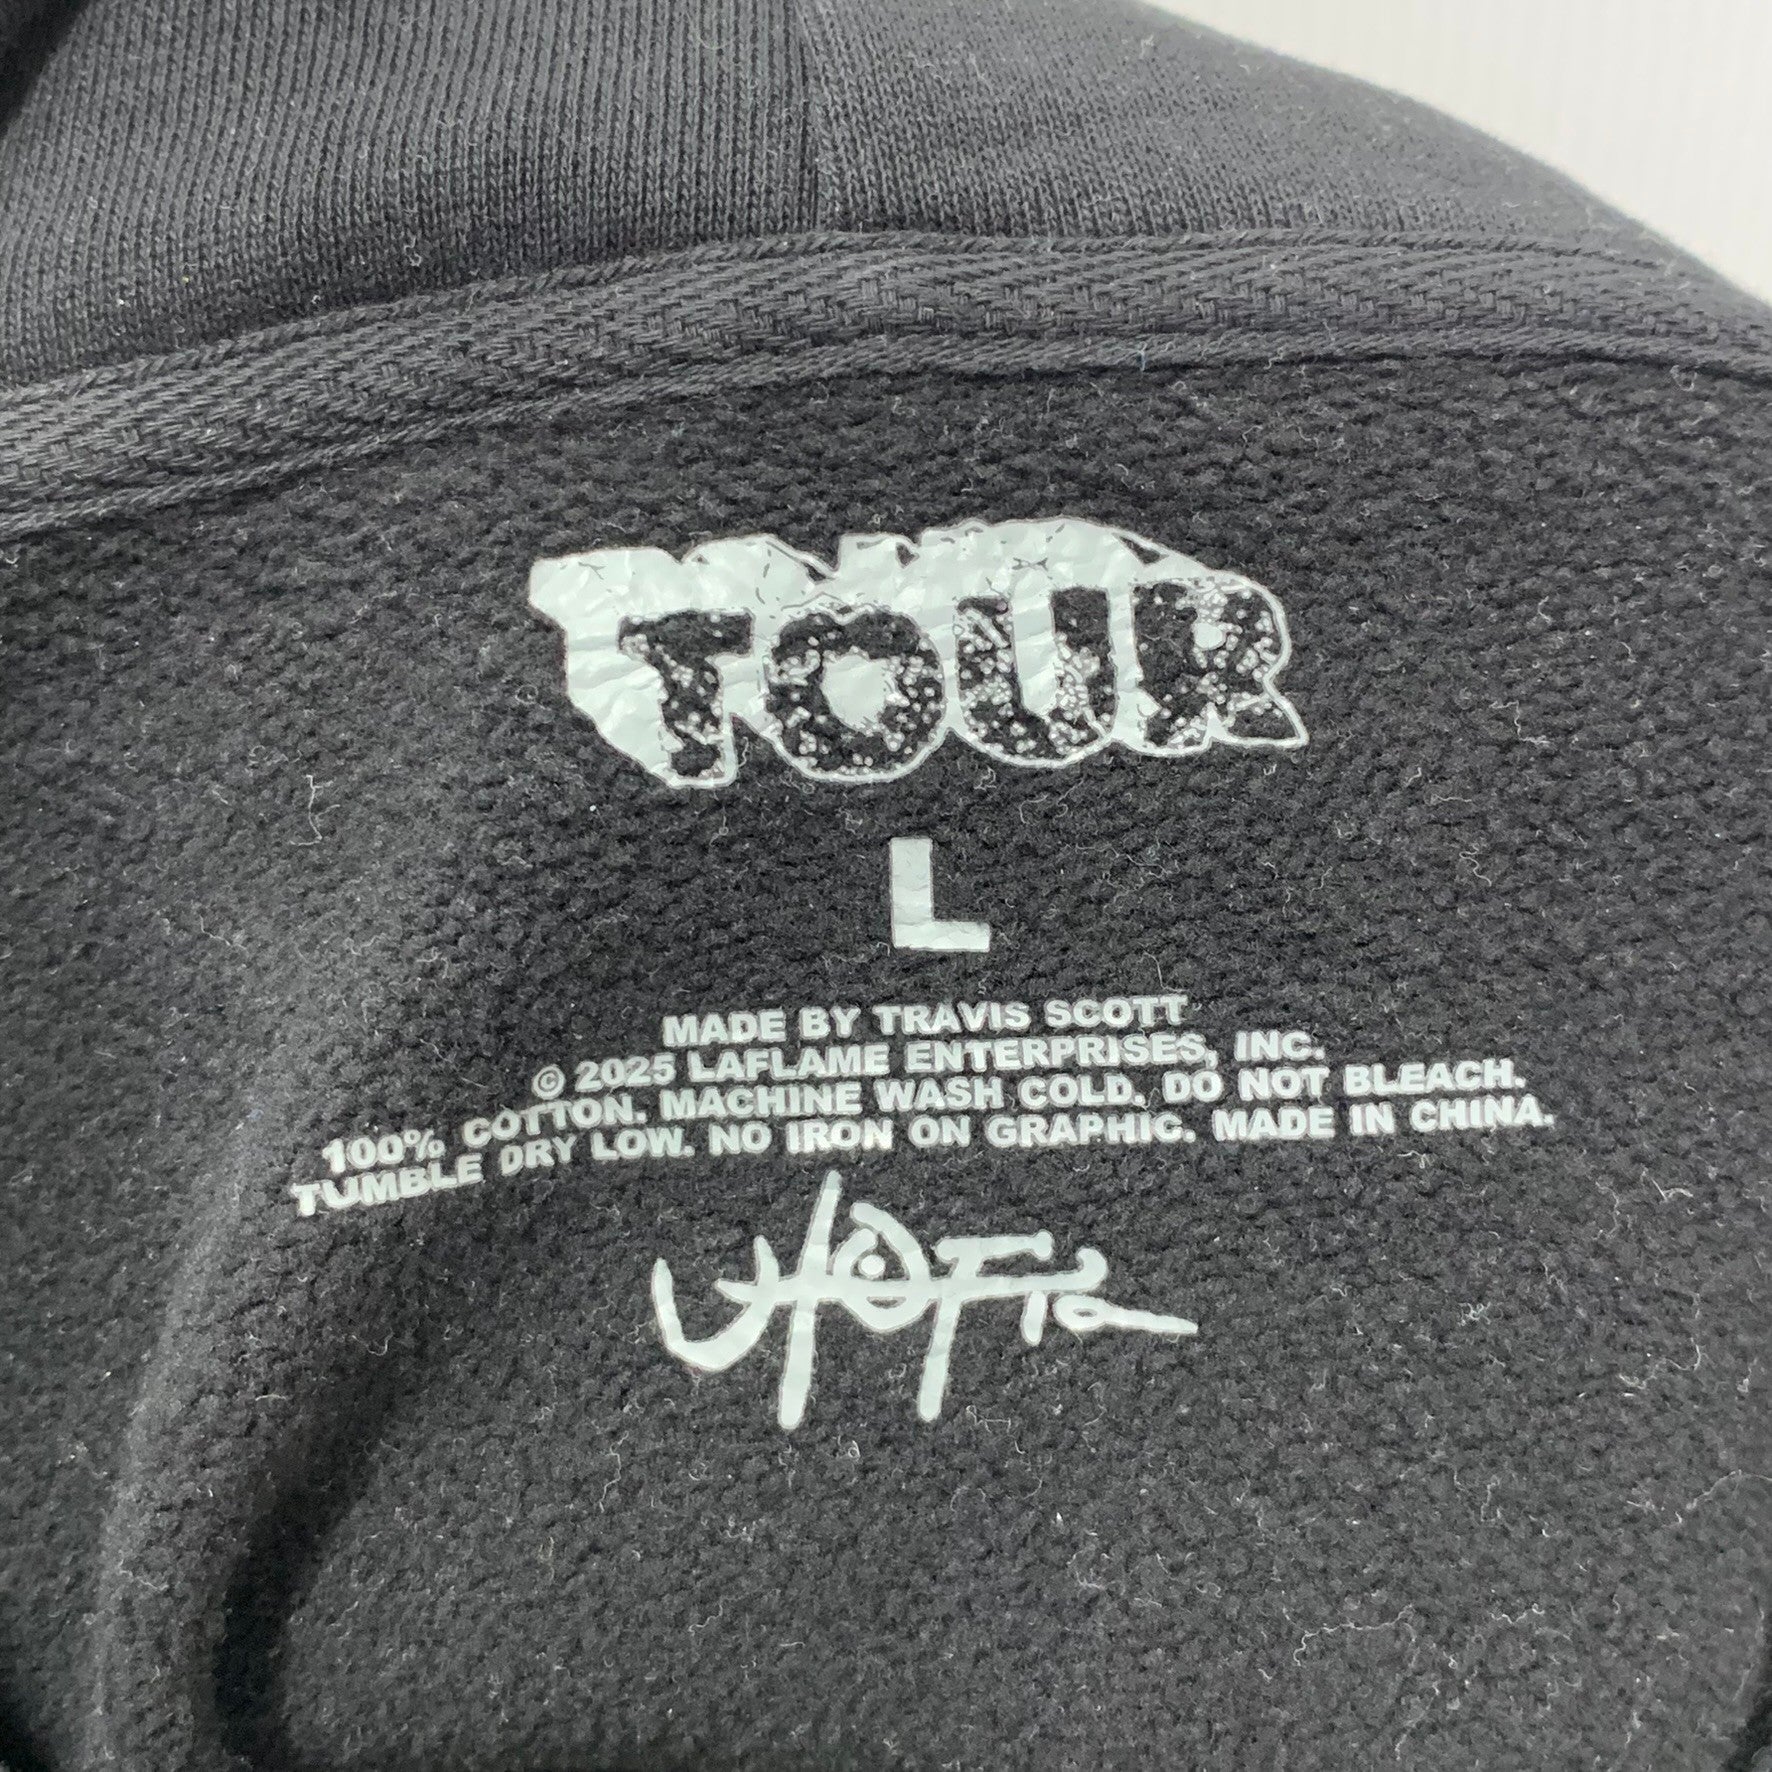 TOUR
L
MADE BY TRAVIS SCOTT
© 2025 LAFLAME ENTERPRISES, INC.
100% COTTON. MACHINE WASH COLD. DO NOT BLEACH.
TUMBLE DRY LOW. NO IRON ON GRAPHIC. MADE IN CHINA.
UTOPIA